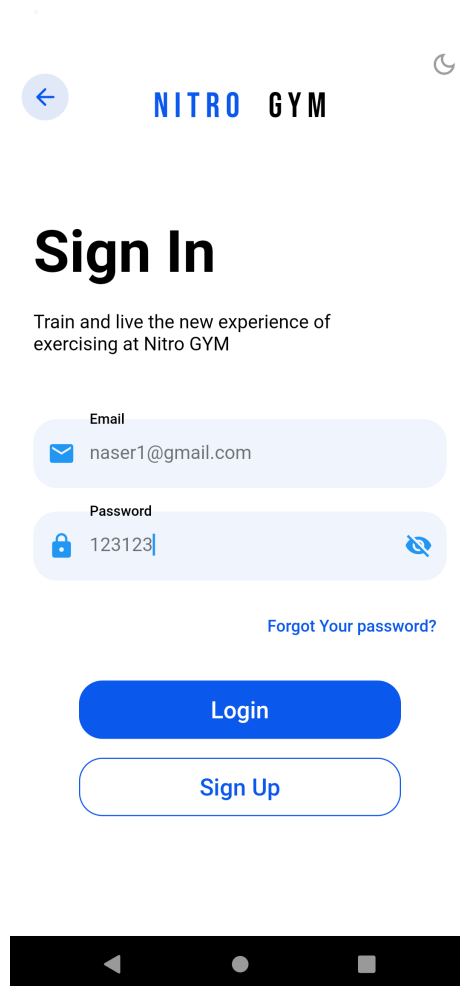 NITRO GYM
Sign In
Train and live the new experience of
exercising at Nitro GYM
Email
naser1@gmail.com
Password
123123
Forgot Your password?
Login
Sign Up